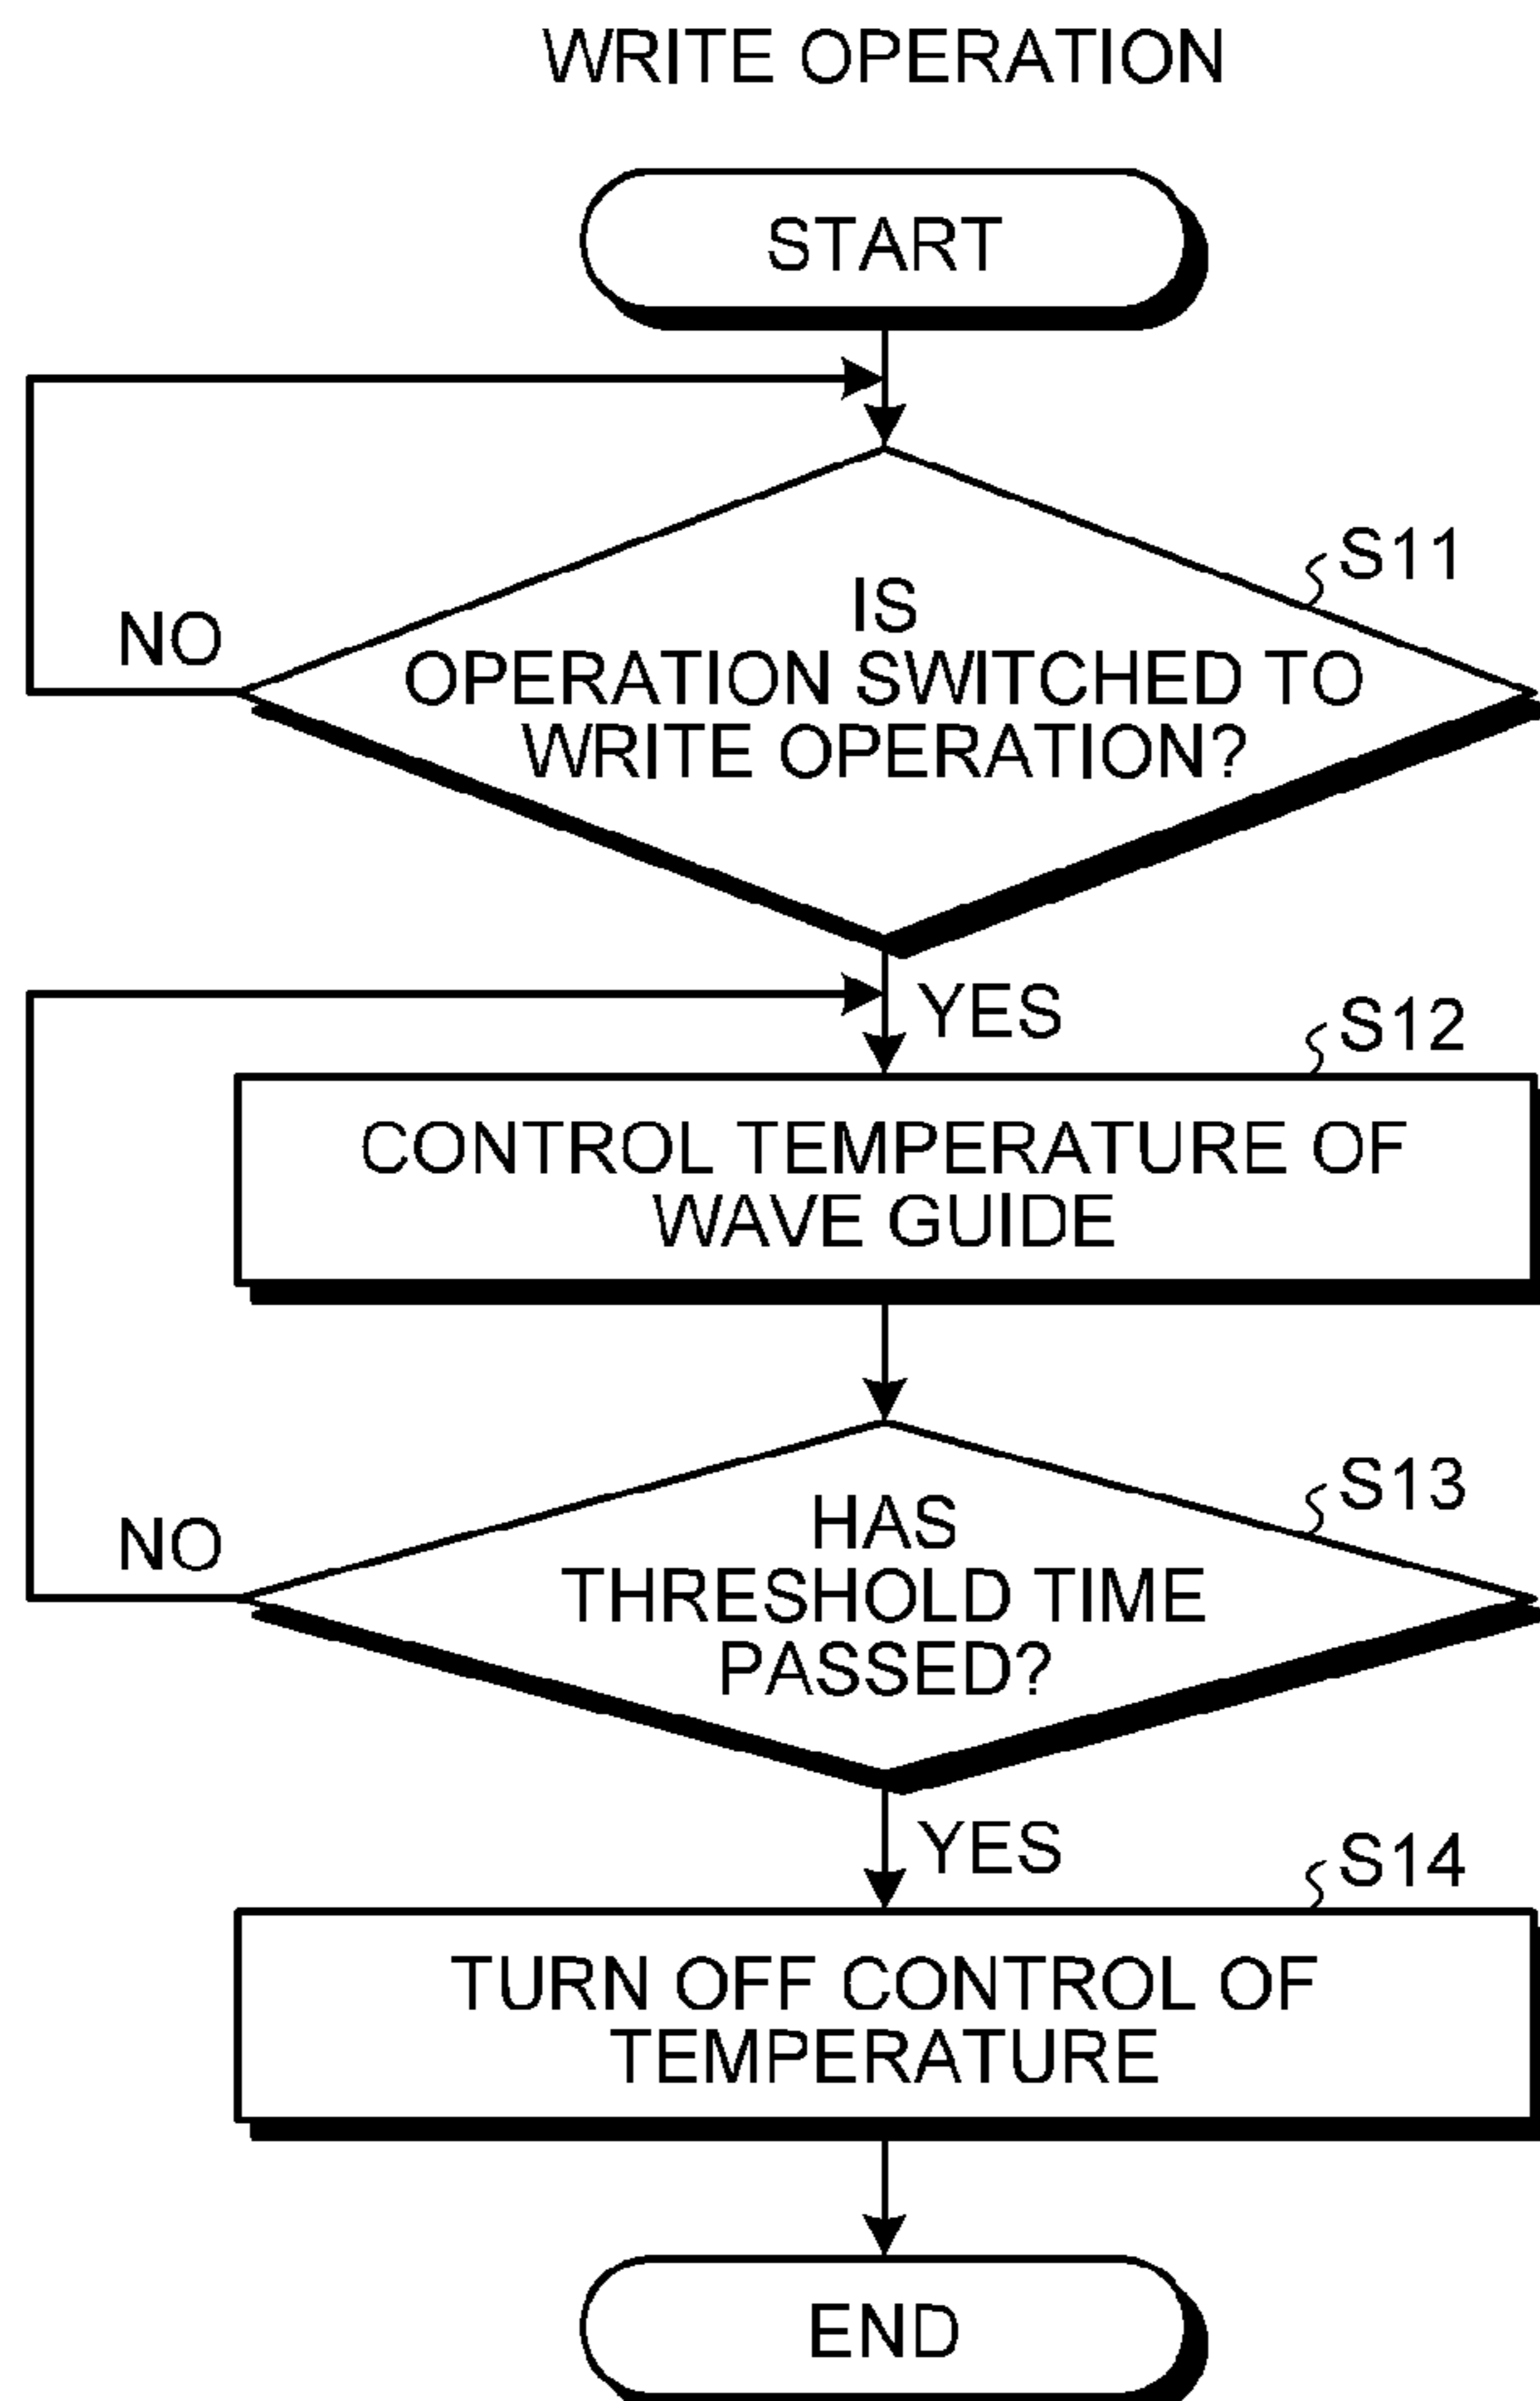 WRITE OPERATION
START
S11
IS
NO
OPERATION SWITCHED TO
WRITE OPERATION?
YES
S12
CONTROL TEMPERATURE OF
WAVE GUIDE
S13
HAS
NO
THRESHOLD TIME
PASSED?
YES
S14
TURN OFF CONTROL OF
TEMPERATURE
END